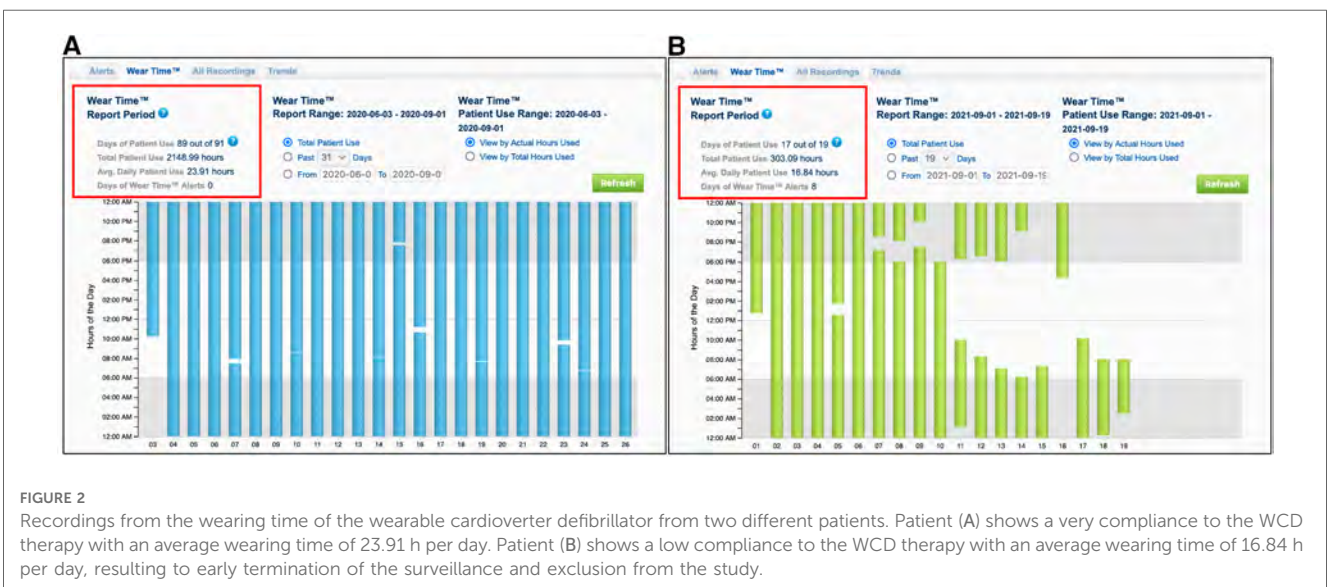 A
Alerts Wear Time™ All Recordings Trends
Wear Time™
Report Period ?
Days of Patient Use 89 out of 91 ?
Total Patient Use 2148.99 hours
Avg. Daily Patient Use 23.91 hours
Days of Wear Time™ Alerts 0
Wear Time™
Report Range: 2020-06-03 - 2020-09-01
Total Patient Use
Past 31 Days
From 2020-06-0 To 2020-09-0
Wear Time™
Patient Use Range: 2020-06-03 -
2020-09-01
View by Actual Hours Used
View by Total Hours Used
Refresh
Hours of the Day
12:00 AM
10:00 PM
08:00 PM
06:00 PM
04:00 PM
02:00 PM
12:00 PM
10:00 AM
08:00 AM
06:00 AM
04:00 AM
02:00 AM
12:00 AM
03 04 05 06 07 08 09 10 11 12 13 14 15 16 17 18 19 20 21 22 23 24 25 26
B
Alerts Wear Time™ All Recordings Trends
Wear Time™
Report Period ?
Days of Patient Use 17 out of 19 ?
Total Patient Use 303.09 hours
Avg. Daily Patient Use 16.84 hours
Days of Wear Time™ Alerts 8
Wear Time™
Report Range: 2021-09-01 - 2021-09-19
Total Patient Use
Past 19 Days
From 2021-09-01 To 2021-09-19
Wear Time™
Patient Use Range: 2021-09-01 -
2021-09-19
View by Actual Hours Used
View by Total Hours Used
Refresh
Hours of the Day
12:00 AM
10:00 PM
08:00 PM
06:00 PM
04:00 PM
02:00 PM
12:00 PM
10:00 AM
08:00 AM
06:00 AM
04:00 AM
02:00 AM
12:00 AM
01 02 03 04 05 06 07 08 09 10 11 12 13 14 15 16 17 18 19
FIGURE 2
Recordings from the wearing time of the wearable cardioverter defibrillator from two different patients. Patient (A) shows a very compliance to the WCD
therapy with an average wearing time of 23.91 h per day. Patient (B) shows a low compliance to the WCD therapy with an average wearing time of 16.84 h
per day, resulting to early termination of the surveillance and exclusion from the study.